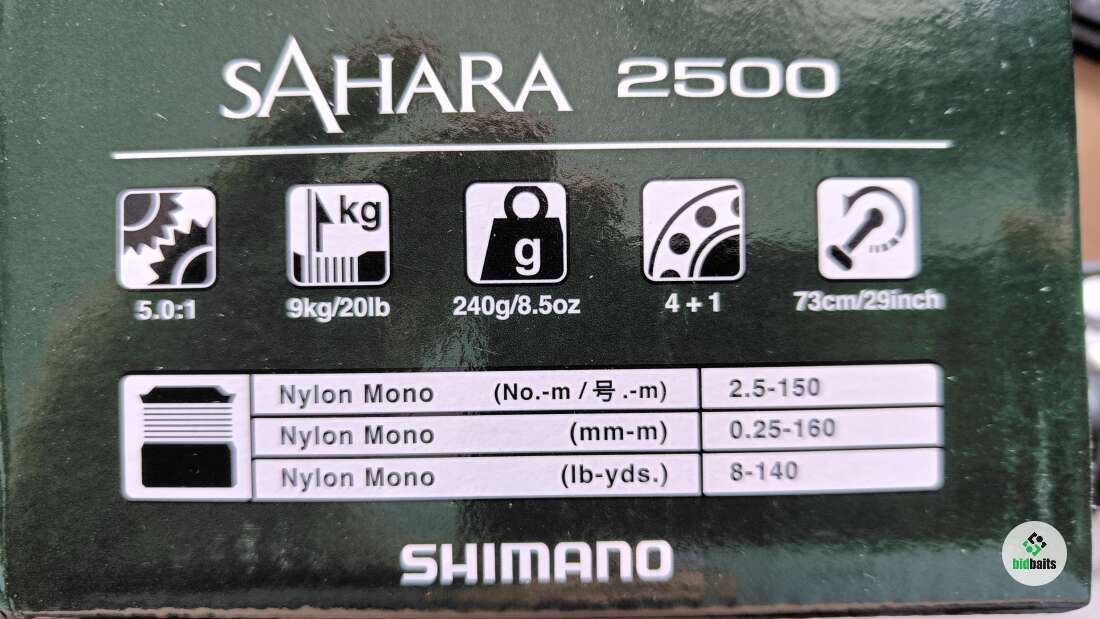 SAHARA 2500
kg
g
5.0:1 9kg/20lb 240g/8.5oz 4+1 73cm/29inch
Nylon Mono (No.-m / 号.-m) 2.5-150
Nylon Mono (mm-m) 0.25-160
Nylon Mono (lb-yds.) 8-140
SHIMANO
bidbaits